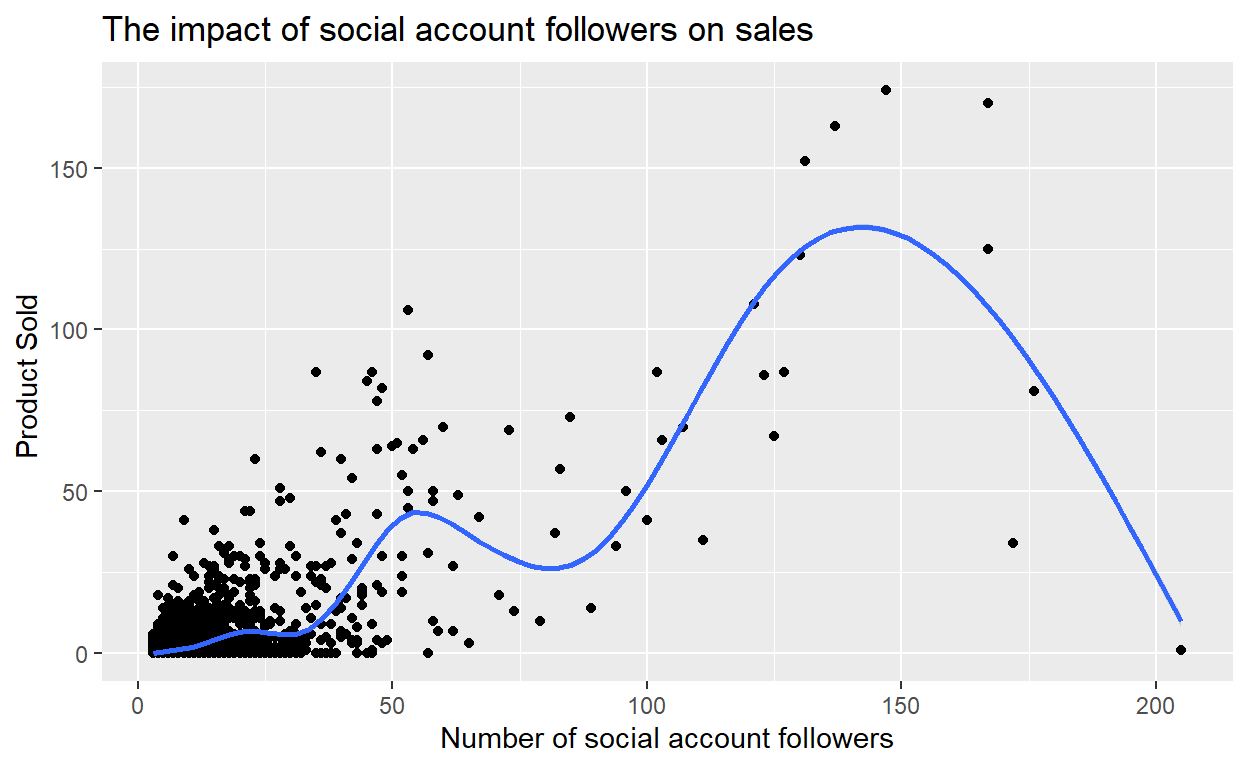 The impact of social account followers on sales
Product Sold
150
100
50
0
0 50 100 150 200
Number of social account followers